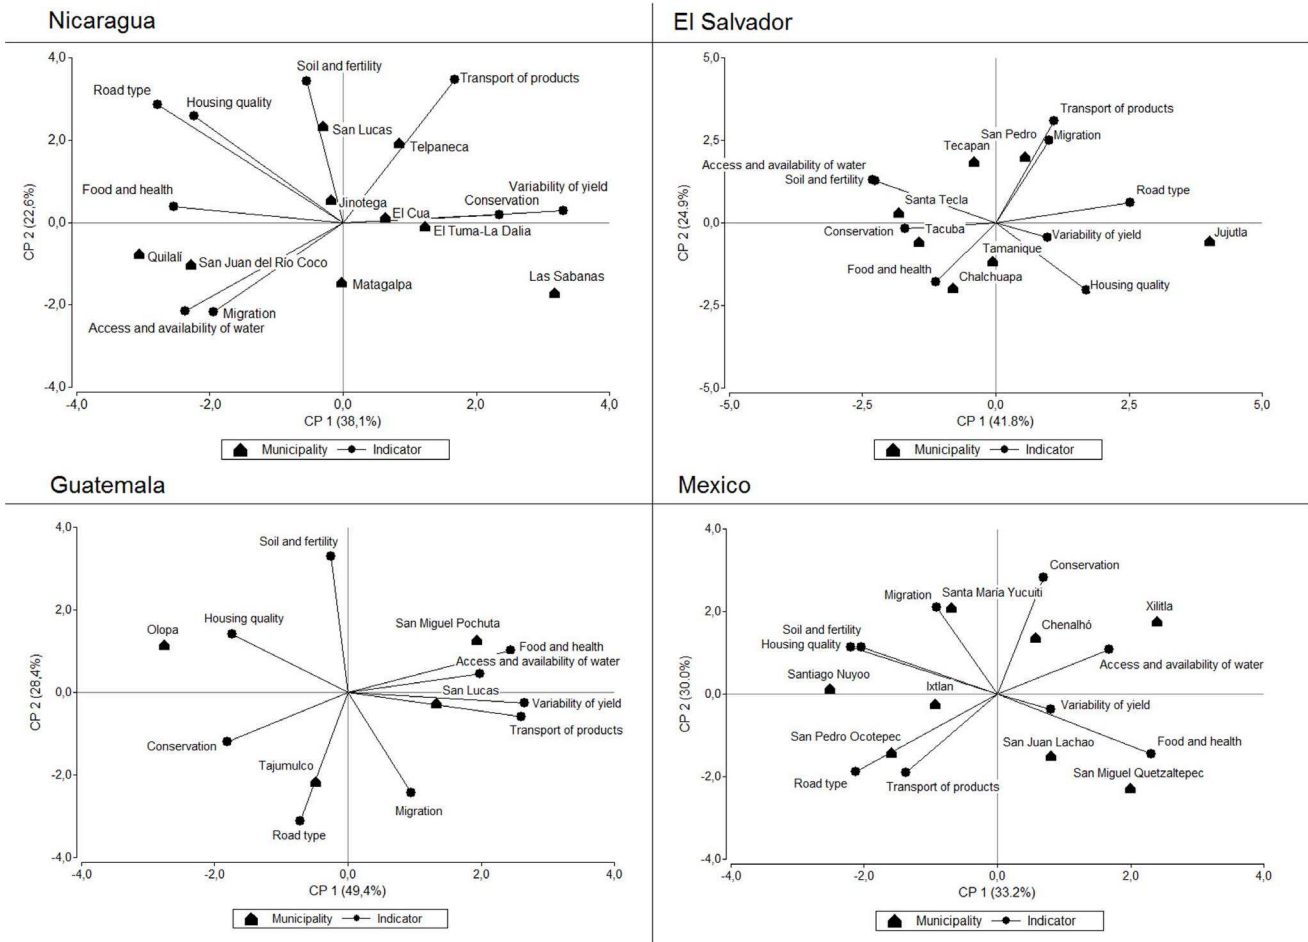 Nicaragua
4,0
Soil and fertility
Transport of products
Road type
Housing quality
San Lucas
2,0
Telpaneca
Food and health
Variability of yield
Conservation
Jinotega
El Cua
0,0
El Tuma-La Dalia
Quilalí
San Juan del Río Coco
Matagalpa
Las Sabanas
-2,0
Migration
Access and availability of water
-4,0
CP 2 (22,6%)
-4,0
-2,0
0,0
2,0
4,0
CP 1 (38,1%)
Municipality
Indicator
El Salvador
5,0
Transport of products
San Pedro
Migration
2,5
Tecapan
Access and availability of water
Soil and fertility
Road type
Santa Tecla
0,0
Conservation
Tacuba
Variability of yield
Jujutla
Tamanique
Food and health
Chalchuapa
Housing quality
-2,5
-5,0
CP 2 (24.9%)
-5,0
-2,5
0,0
2,5
5,0
CP 1 (41.8%)
Municipality
Indicator
Guatemala
4,0
Soil and fertility
2,0
Housing quality
Olopa
San Miguel Pochuta
Food and health
Access and availability of water
San Lucas
0,0
Variability of yield
Transport of products
Conservation
Tajumulco
-2,0
Migration
Road type
-4,0
CP 2 (28,4%)
-4,0
-2,0
0,0
2,0
4,0
CP 1 (49,4%)
Municipality
Indicator
Mexico
4,0
Conservation
Migration
Santa Maria Yucuiti
Xilitla
2,0
Chenalhó
Soil and fertility
Housing quality
Access and availability of water
Santiago Nuyoo
Ixtlan
0,0
Variability of yield
San Pedro Ocotepec
San Juan Lachao
Food and health
San Miguel Quetzaltepec
-2,0
Road type
Transport of products
-4,0
CP 2 (30.0%)
-4,0
-2,0
0,0
2,0
4,0
CP 1 (33.2%)
Municipality
Indicator